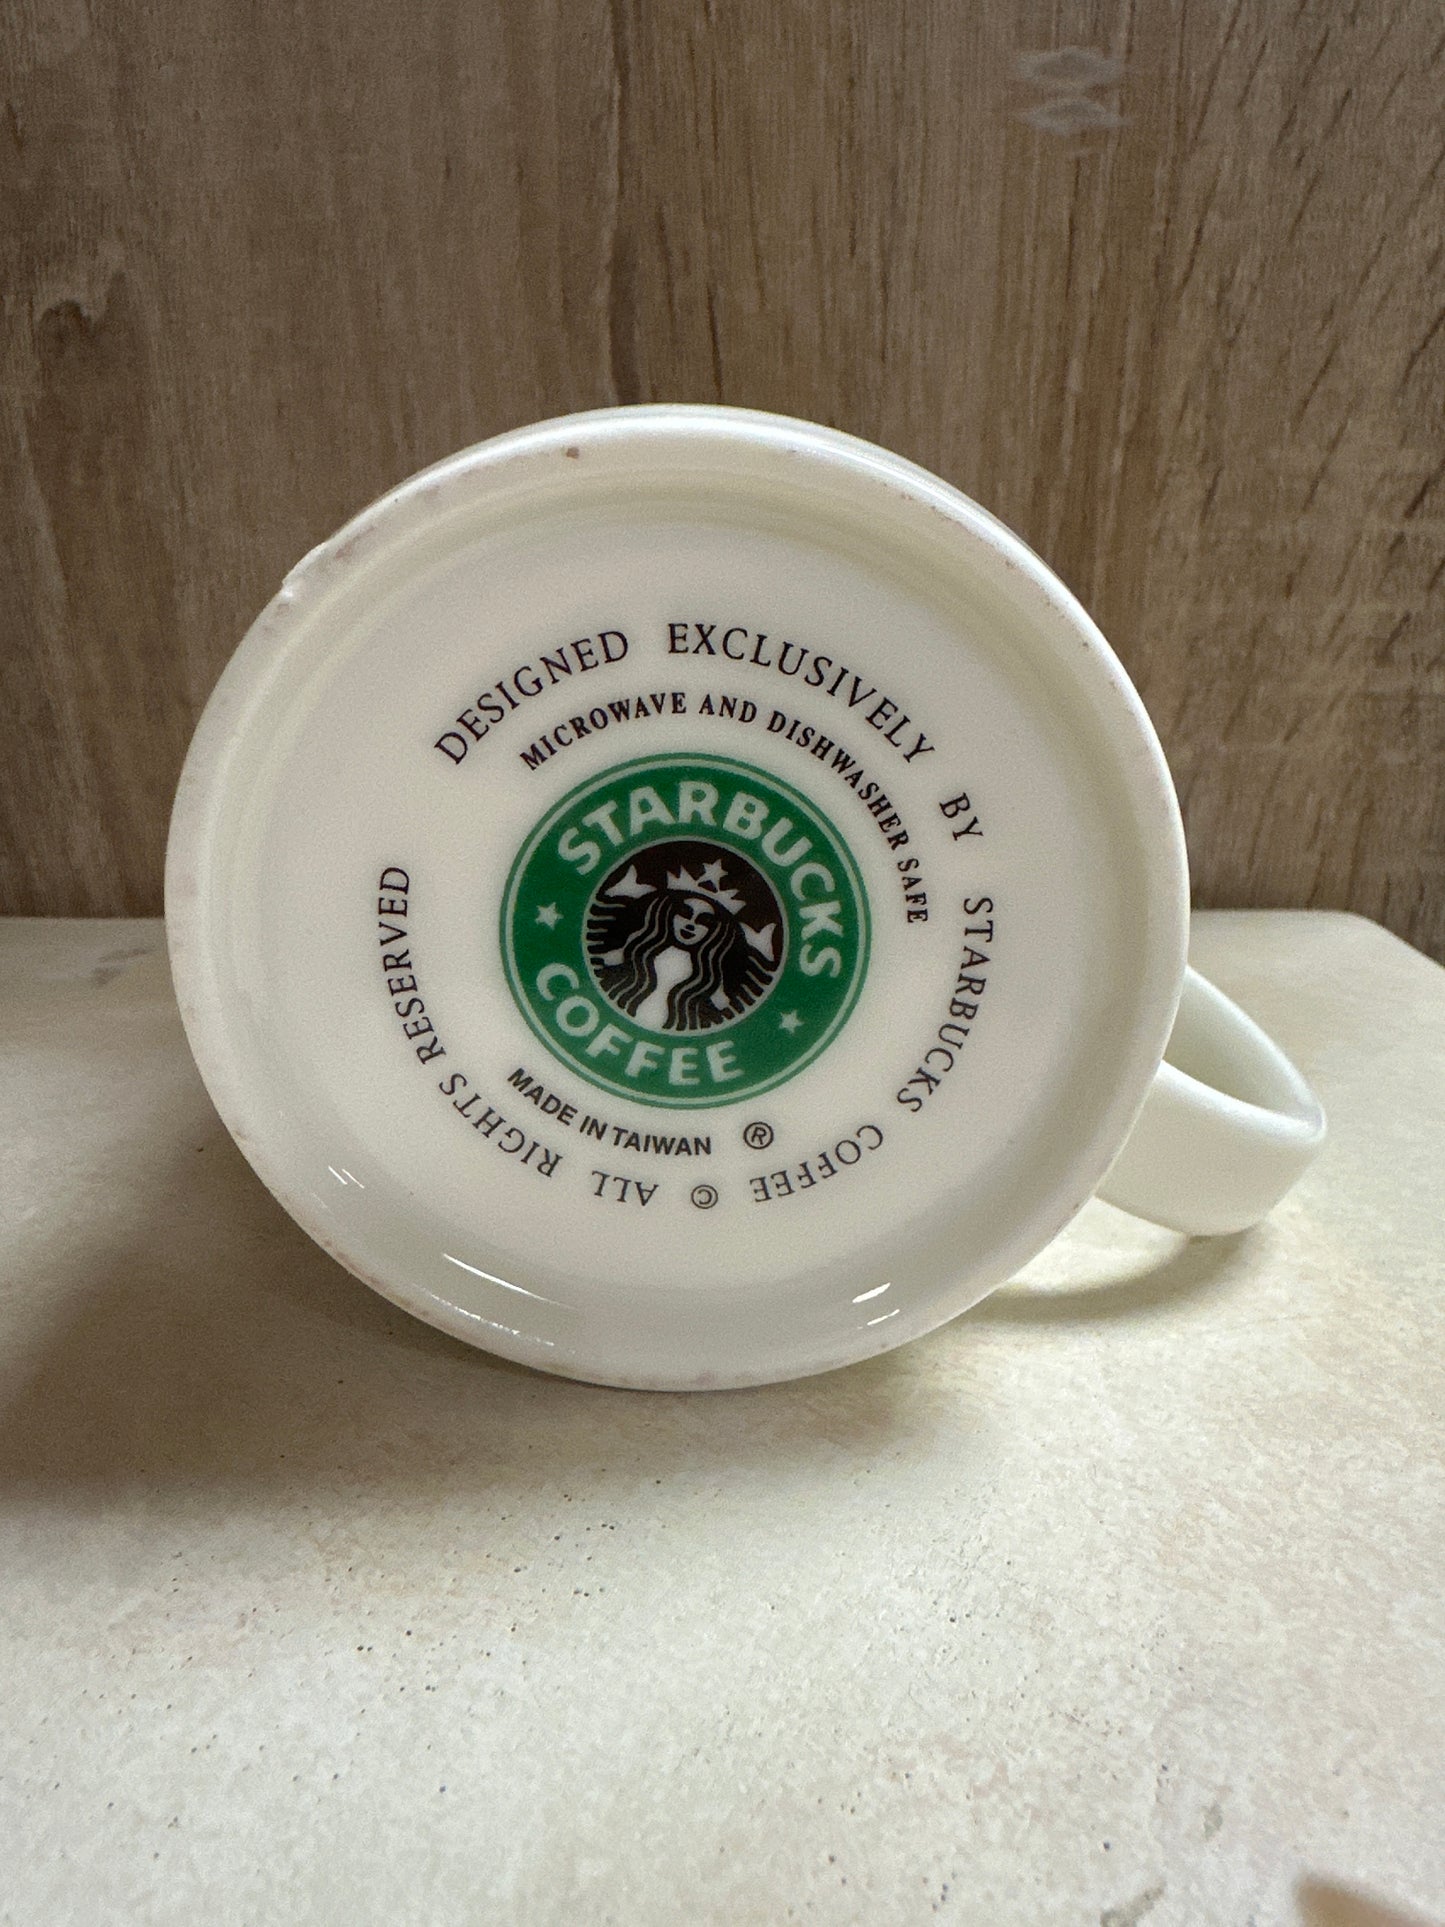 DESIGNED EXCLUSIVELY BY STARBUCKS COFFEE © ALL RIGHTS RESERVED
MICROWAVE AND DISHWASHER SAFE
STARBUCKS
COFFEE
MADE IN TAIWAN ®